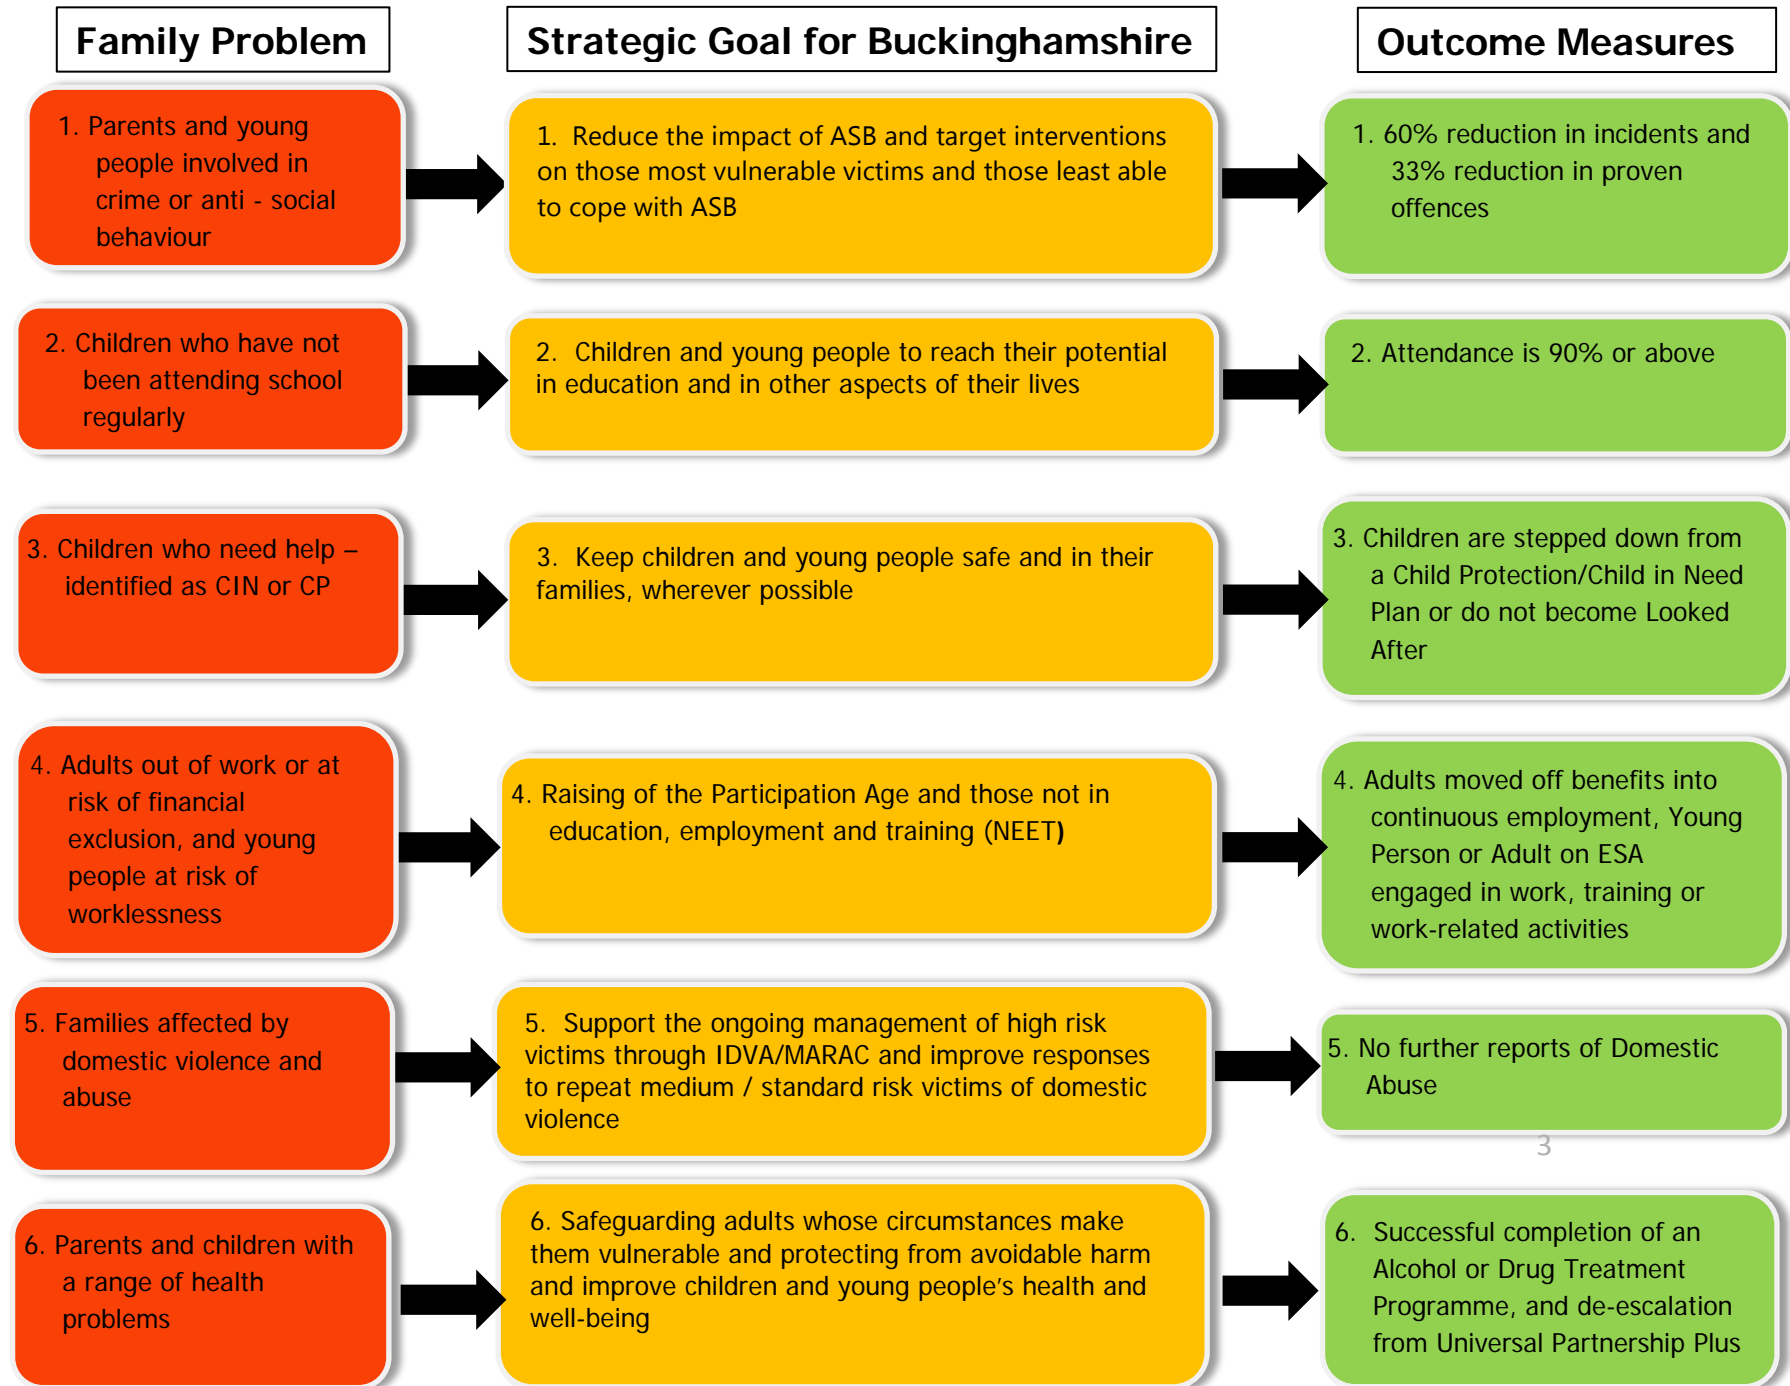 Family Problem
Strategic Goal for Buckinghamshire
Outcome Measures
1. Parents and young
people involved in
crime or anti - social
behaviour
1. Reduce the impact of ASB and target interventions
on those most vulnerable victims and those least able
to cope with ASB
1. 60% reduction in incidents and
33% reduction in proven
offences
2. Children who have not
been attending school
regularly
2. Children and young people to reach their potential
in education and in other aspects of their lives
2. Attendance is 90% or above
3. Children who need help –
identified as CIN or CP
3. Keep children and young people safe and in their
families, wherever possible
3. Children are stepped down from
a Child Protection/Child in Need
Plan or do not become Looked
After
4. Adults out of work or at
risk of financial
exclusion, and young
people at risk of
worklessness
4. Raising of the Participation Age and those not in
education, employment and training (NEET)
4. Adults moved off benefits into
continuous employment, Young
Person or Adult on ESA
engaged in work, training or
work-related activities
5. Families affected by
domestic violence and
abuse
5. Support the ongoing management of high risk
victims through IDVA/MARAC and improve responses
to repeat medium / standard risk victims of domestic
violence
5. No further reports of Domestic
Abuse
3
6. Parents and children with
a range of health
problems
6. Safeguarding adults whose circumstances make
them vulnerable and protecting from avoidable harm
and improve children and young people's health and
well-being
6. Successful completion of an
Alcohol or Drug Treatment
Programme, and de-escalation
from Universal Partnership Plus